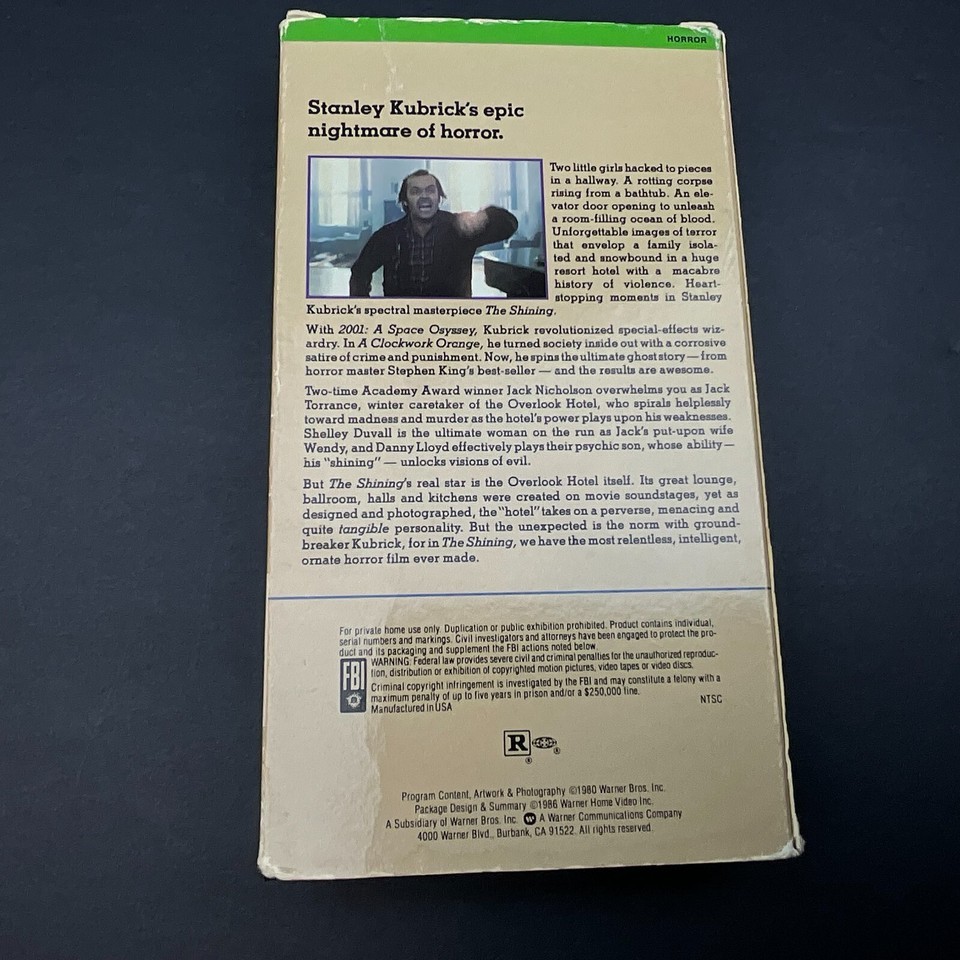 HORROR
Stanley Kubrick's epic
nightmare of horror.
Two little girls hacked to pieces
in a hallway. A rotting corpse
rising from a bathtub. An ele-
vator door opening to unleash
a room-filling ocean of blood.
Unforgettable images of terror
that envelop a family isola-
ted and snowbound in a huge
resort hotel with a macabre
history of violence. Heart-
stopping moments in Stanley
Kubrick's spectral masterpiece The Shining.
With 2001: A Space Osyssey, Kubrick revolutionized special-effects wiz-
ardry. In A Clockwork Orange, he turned society inside out with a corrosive
satire of crime and punishment. Now, he spins the ultimate ghost story — from
horror master Stephen King's best-seller — and the results are awesome.
Two-time Academy Award winner Jack Nicholson overwhelms you as Jack
Torrance, winter caretaker of the Overlook Hotel, who spirals helplessly
toward madness and murder as the hotel's power plays upon his weaknesses.
Shelley Duvall is the ultimate woman on the run as Jack's put-upon wife
Wendy, and Danny Lloyd effectively plays their psychic son, whose ability—
his "shining" — unlocks visions of evil.
But The Shining's real star is the Overlook Hotel itself. Its great lounge,
ballroom, halls and kitchens were created on movie soundstages, yet as
designed and photographed, the "hotel" takes on a perverse, menacing and
quite tangible personality. But the unexpected is the norm with ground-
breaker Kubrick, for in The Shining, we have the most relentless, intelligent,
ornate horror film ever made.
For private home use only. Duplication or public exhibition prohibited. Product contains individual,
serial numbers and markings. Civil investigators and attorneys have been engaged to protect the pro-
duct and its packaging and supplement the FBI actions noted below.
FBI
WARNING: Federal law provides severe civil and criminal penalties for the unauthorized reproduc-
tion, distribution or exhibition of copyrighted motion pictures, video tapes or video discs.
Criminal copyright infringement is investigated by the FBI and may constitute a felony with a
maximum penalty of up to five years in prison and/or a $250,000 fine.
Manufactured in USA
NTSC
R ® ®
Program Content, Artwork & Photography ©1980 Warner Bros. Inc.
Package Design & Summary ©1986 Warner Home Video Inc.
A Subsidiary of Warner Bros. Inc. W A Warner Communications Company
4000 Warner Blvd., Burbank, CA 91522. All rights reserved.